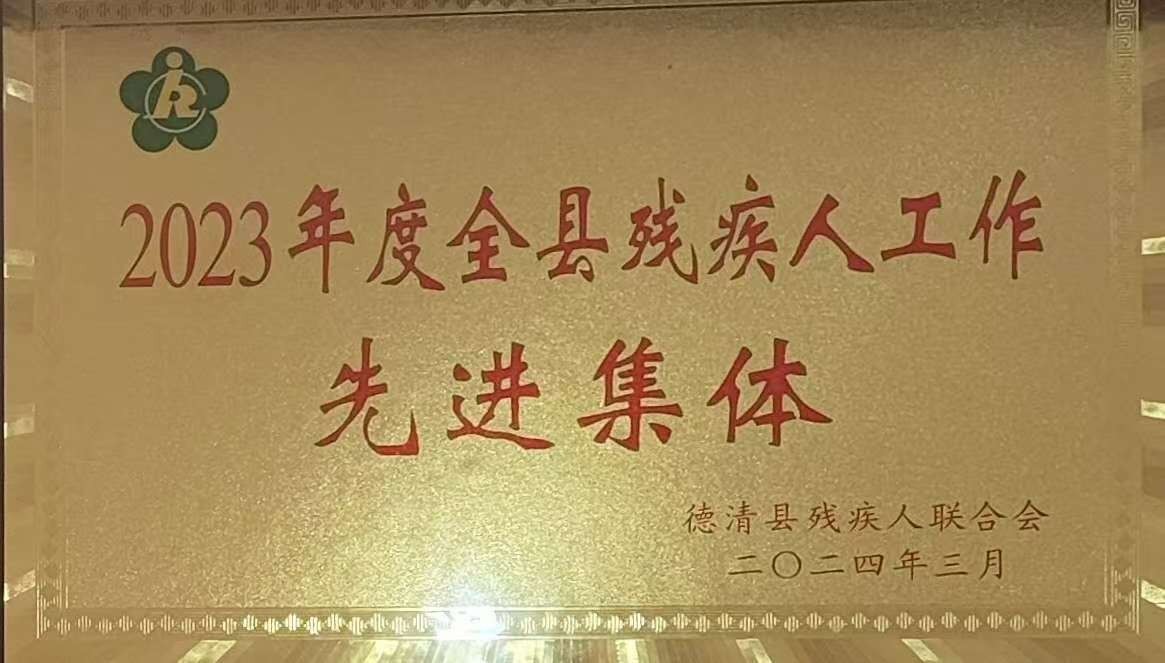 2023年度全县残疾人工作
先进集体
德清县残疾人联合会
二〇二四年三月